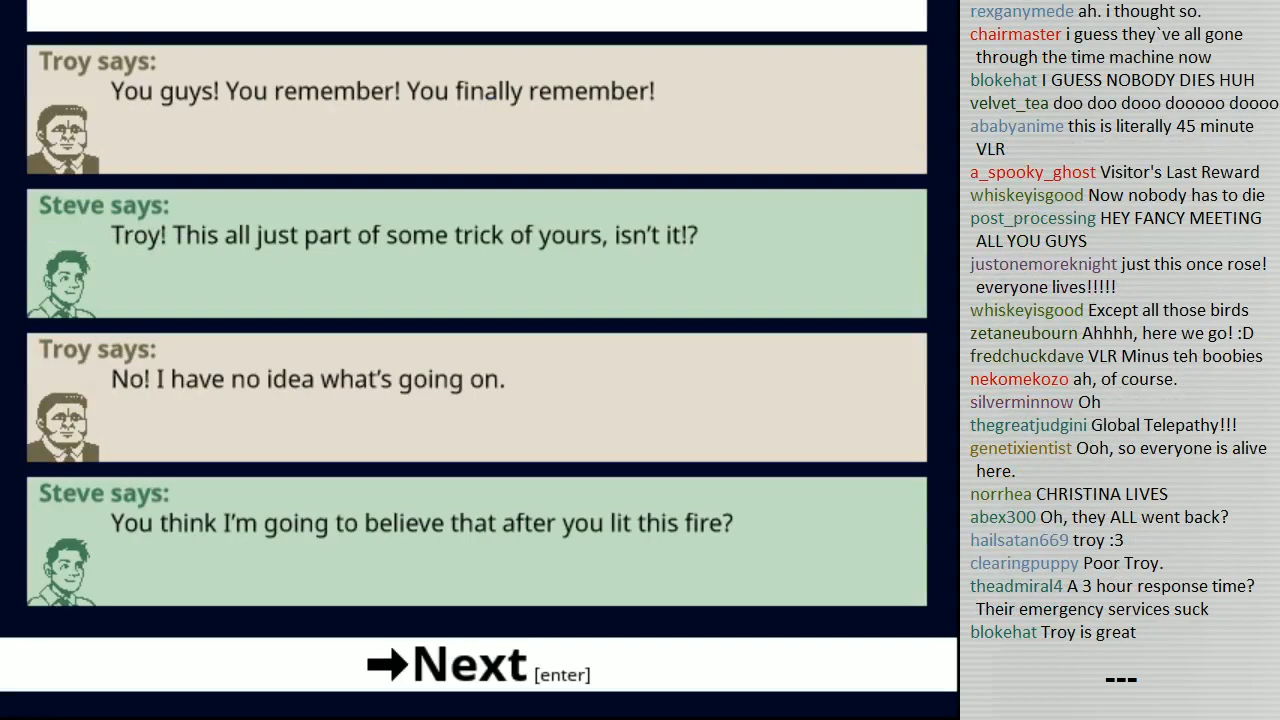 Troy says:
You guys! You remember! You finally remember!
Steve says:
Troy! This all just part of some trick of yours, isn't it!?
Troy says:
No! I have no idea what's going on.
Steve says:
You think I'm going to believe that after you lit this fire?
➡Next [enter]
rexganymede ah. i thought so.
chairmaster i guess they`ve all gone
through the time machine now
blokehat I GUESS NOBODY DIES HUH
velvet_tea doo doo dooo dooooo doooo
ababyanime this is literally 45 minute
VLR
a_spooky_ghost Visitor's Last Reward
whiskeyisgood Now nobody has to die
post_processing HEY FANCY MEETING
ALL YOU GUYS
justonemoreknight just this once rose!
everyone lives!!!!!
whiskeyisgood Except all those birds
zetaneubourn Ahhhh, here we go! :D
fredchuckdave VLR Minus teh boobies
nekomekozo ah, of course.
silverminnow Oh
thegreatjudgini Global Telepathy!!!
genetixientist Ooh, so everyone is alive
here.
norrhea CHRISTINA LIVES
abex300 Oh, they ALL went back?
hailsatan669 troy :3
clearingpuppy Poor Troy.
theadmiral4 A 3 hour response time?
Their emergency services suck
blokehat Troy is great
---